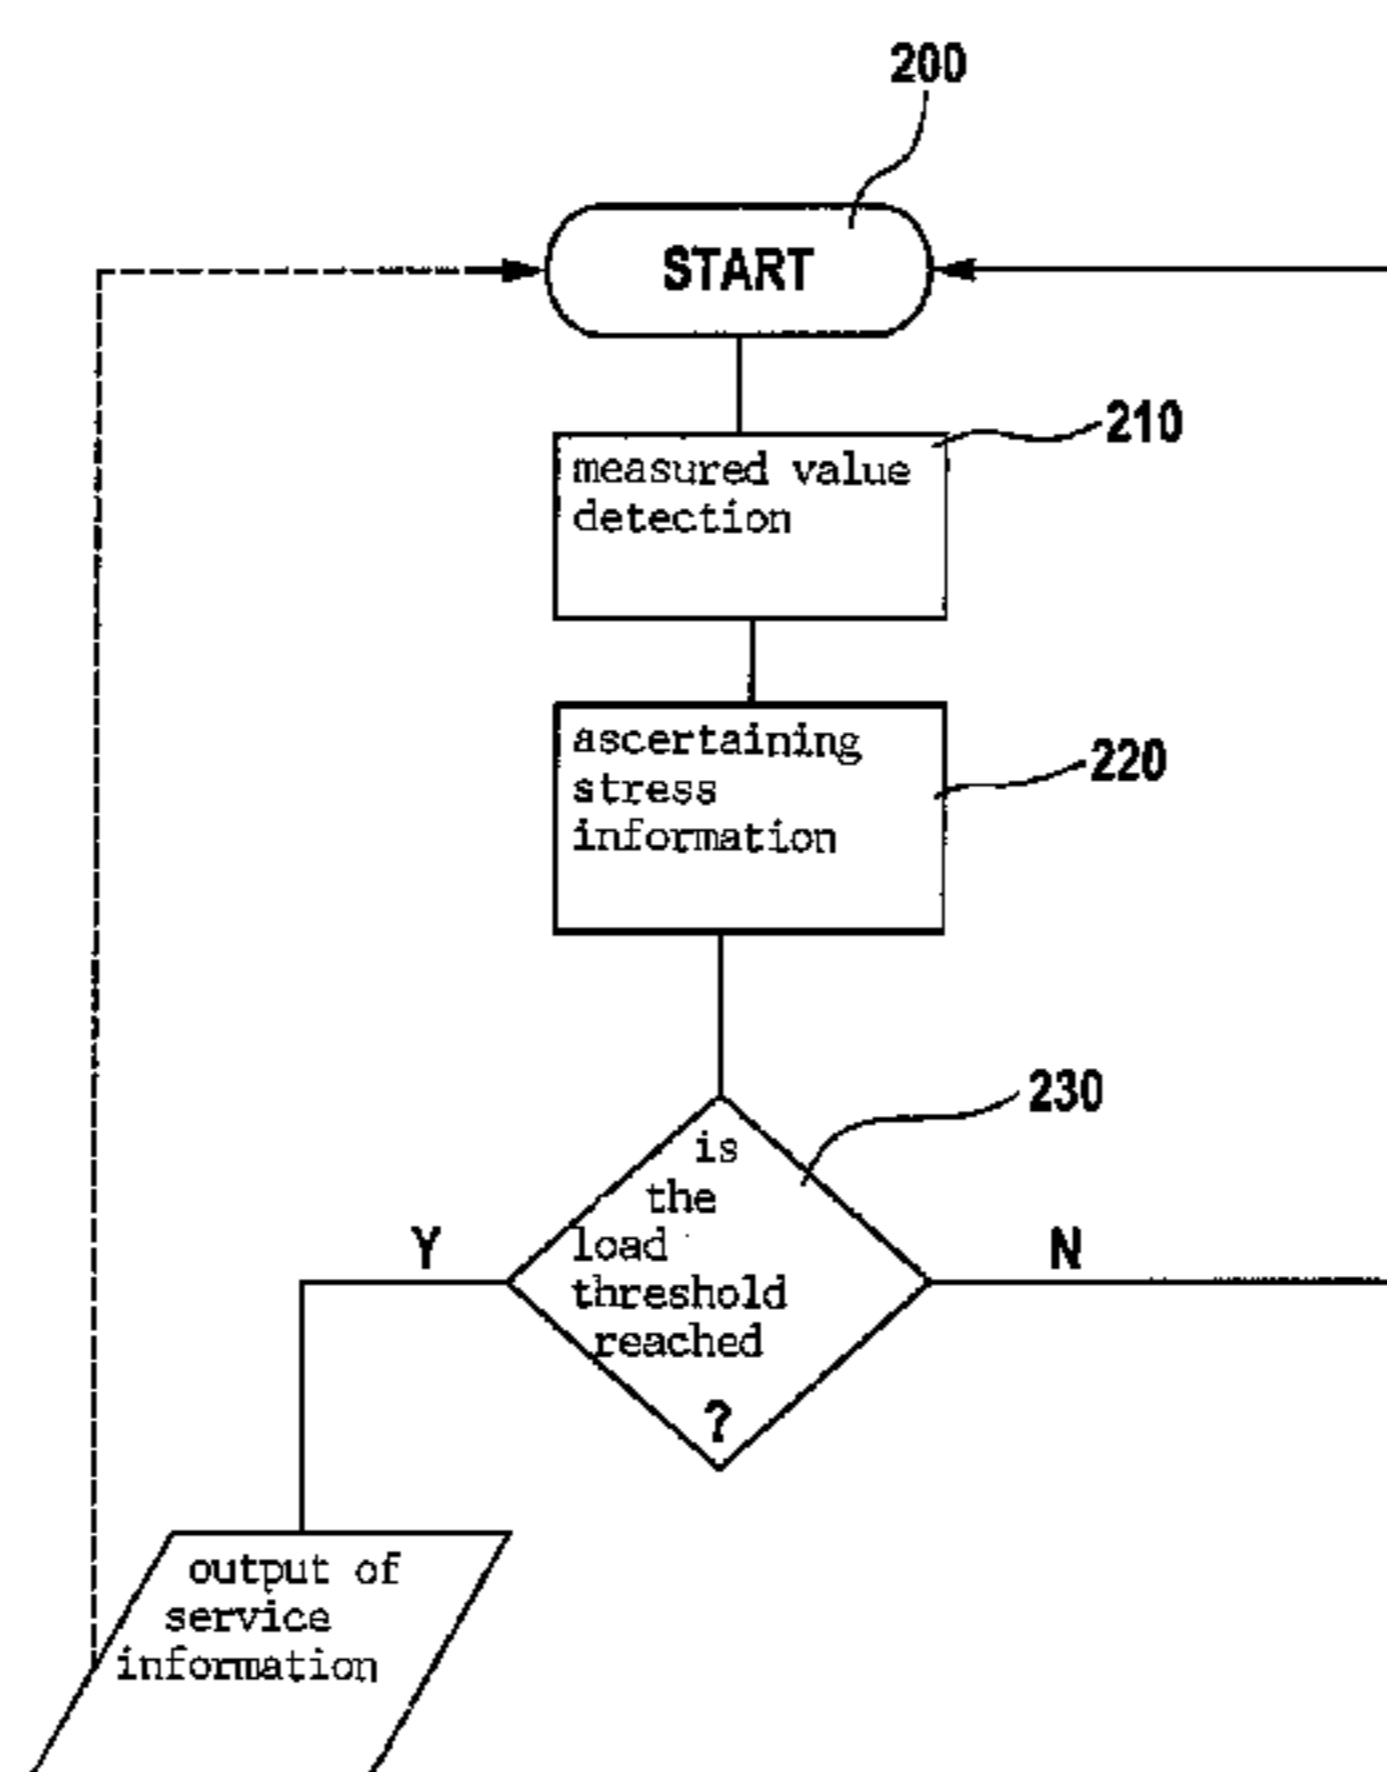 200
START
210
measured value
detection
ascertaining
stress
information
220
230
is
the
load
threshold
reached
?
Y
N
output of
service
information